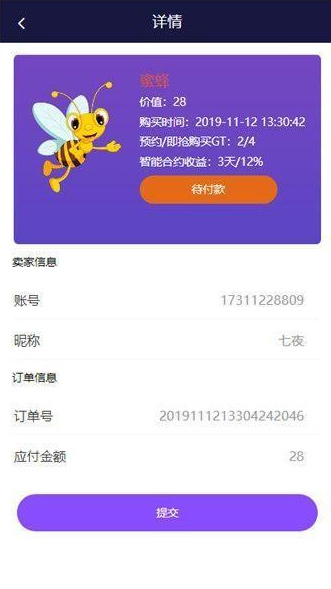 详情
蜜蜂
价值：28
购买时间：2019-11-12 13:30:42
预约/即抢购买GT：2/4
智能合约收益：3天/12%
待付款
卖家信息
账号 17311228809
昵称 七夜
订单信息
订单号 2019111213304242046
应付金额 28
提交